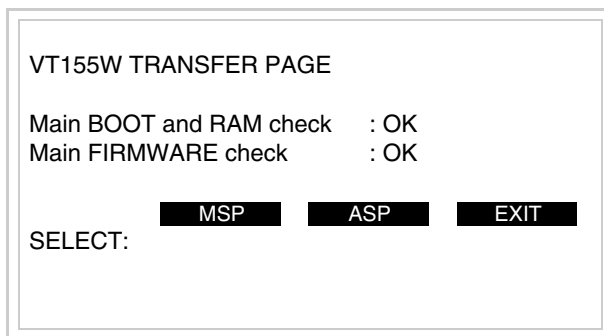 VT155W TRANSFER PAGE
Main BOOT and RAM check : OK
Main FIRMWARE check : OK
MSP ASP EXIT
SELECT: